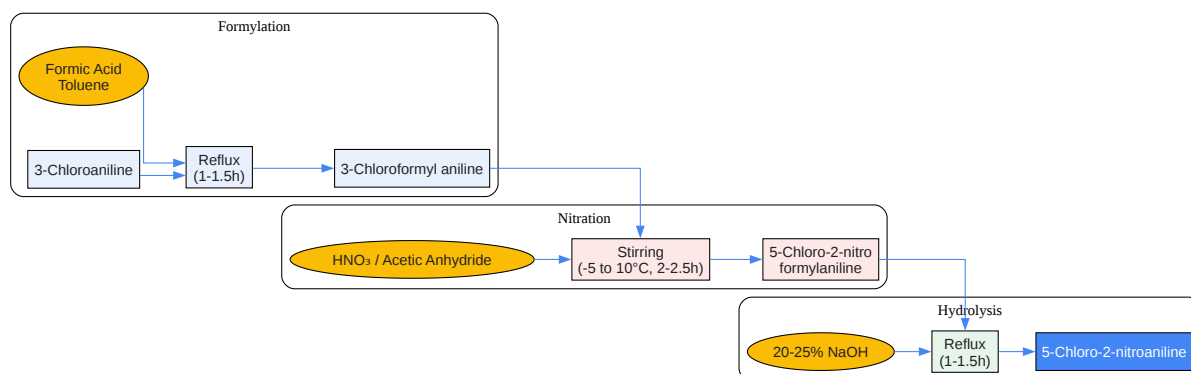 Formylation
Formic Acid
Toluene
3-Chloroaniline
Reflux
(1-1.5h)
3-Chloroformyl aniline
Nitration
HNO₃ / Acetic Anhydride
Stirring
(-5 to 10°C, 2-2.5h)
5-Chloro-2-nitro
formylaniline
Hydrolysis
20-25% NaOH
Reflux
(1-1.5h)
5-Chloro-2-nitroaniline